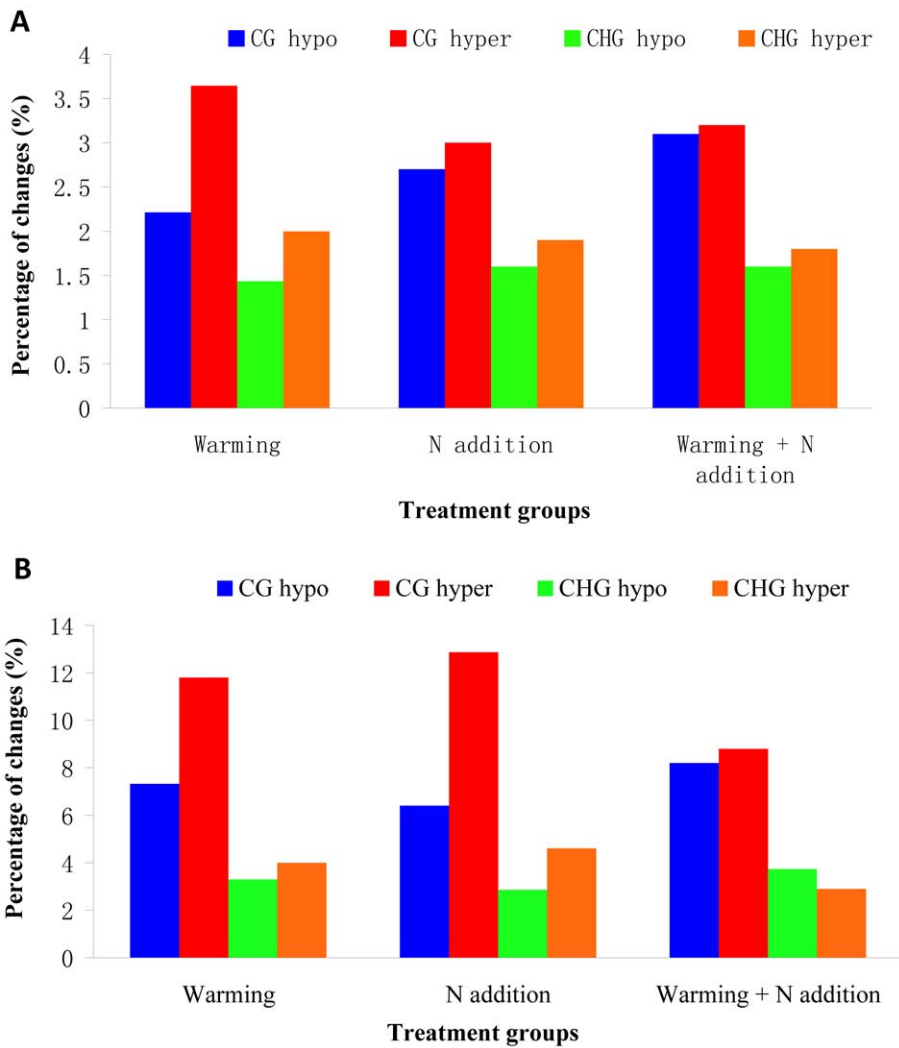 A
CG hypo CG hyper CHG hypo CHG hyper
Percentage of changes (%)
4
3.5
3
2.5
2
1.5
1
0.5
0
Warming N addition Warming + N
addition
Treatment groups
B
CG hypo CG hyper CHG hypo CHG hyper
Percentage of changes (%)
14
12
10
8
6
4
2
0
Warming N addition Warming + N addition
Treatment groups